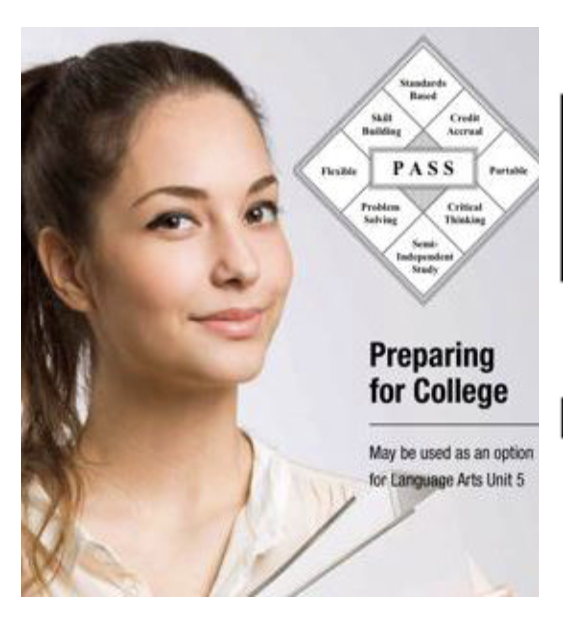 Standards
Based
Skill
Building
Credit
Accrual
Flexible
PASS
Portable
Problem
Solving
Critical
Thinking
Semi-
Independent
Study
Preparing
for College
May be used as an option
for Language Arts Unit 5